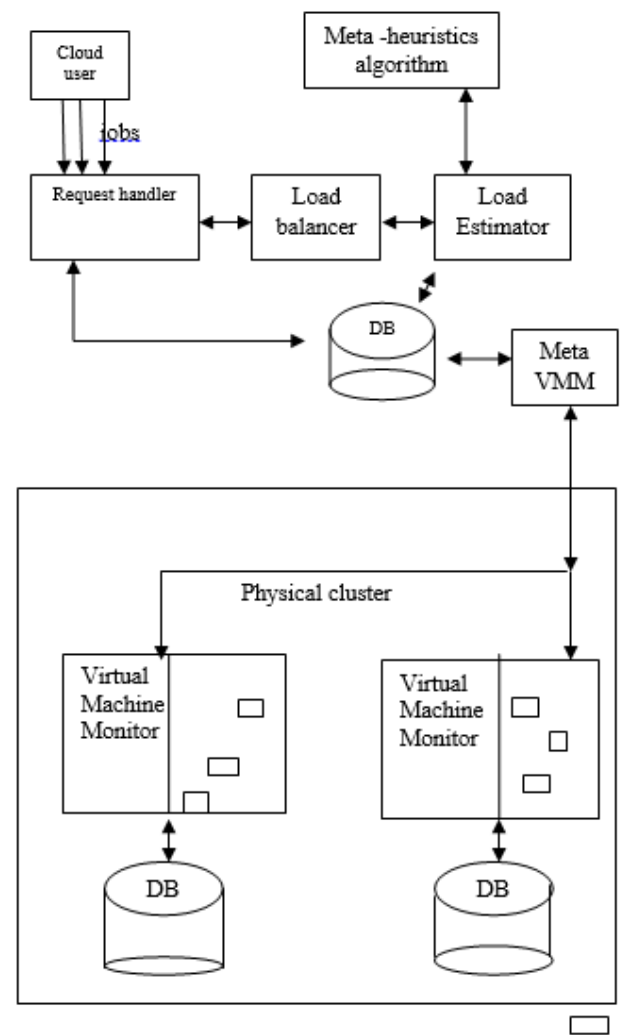 Cloud
user
Meta -heuristics
algorithm
jobs
Request handler
Load
balancer
Load
Estimator
DB
Meta
VMM
Physical cluster
Virtual
Machine
Monitor
Virtual
Machine
Monitor
DB
DB